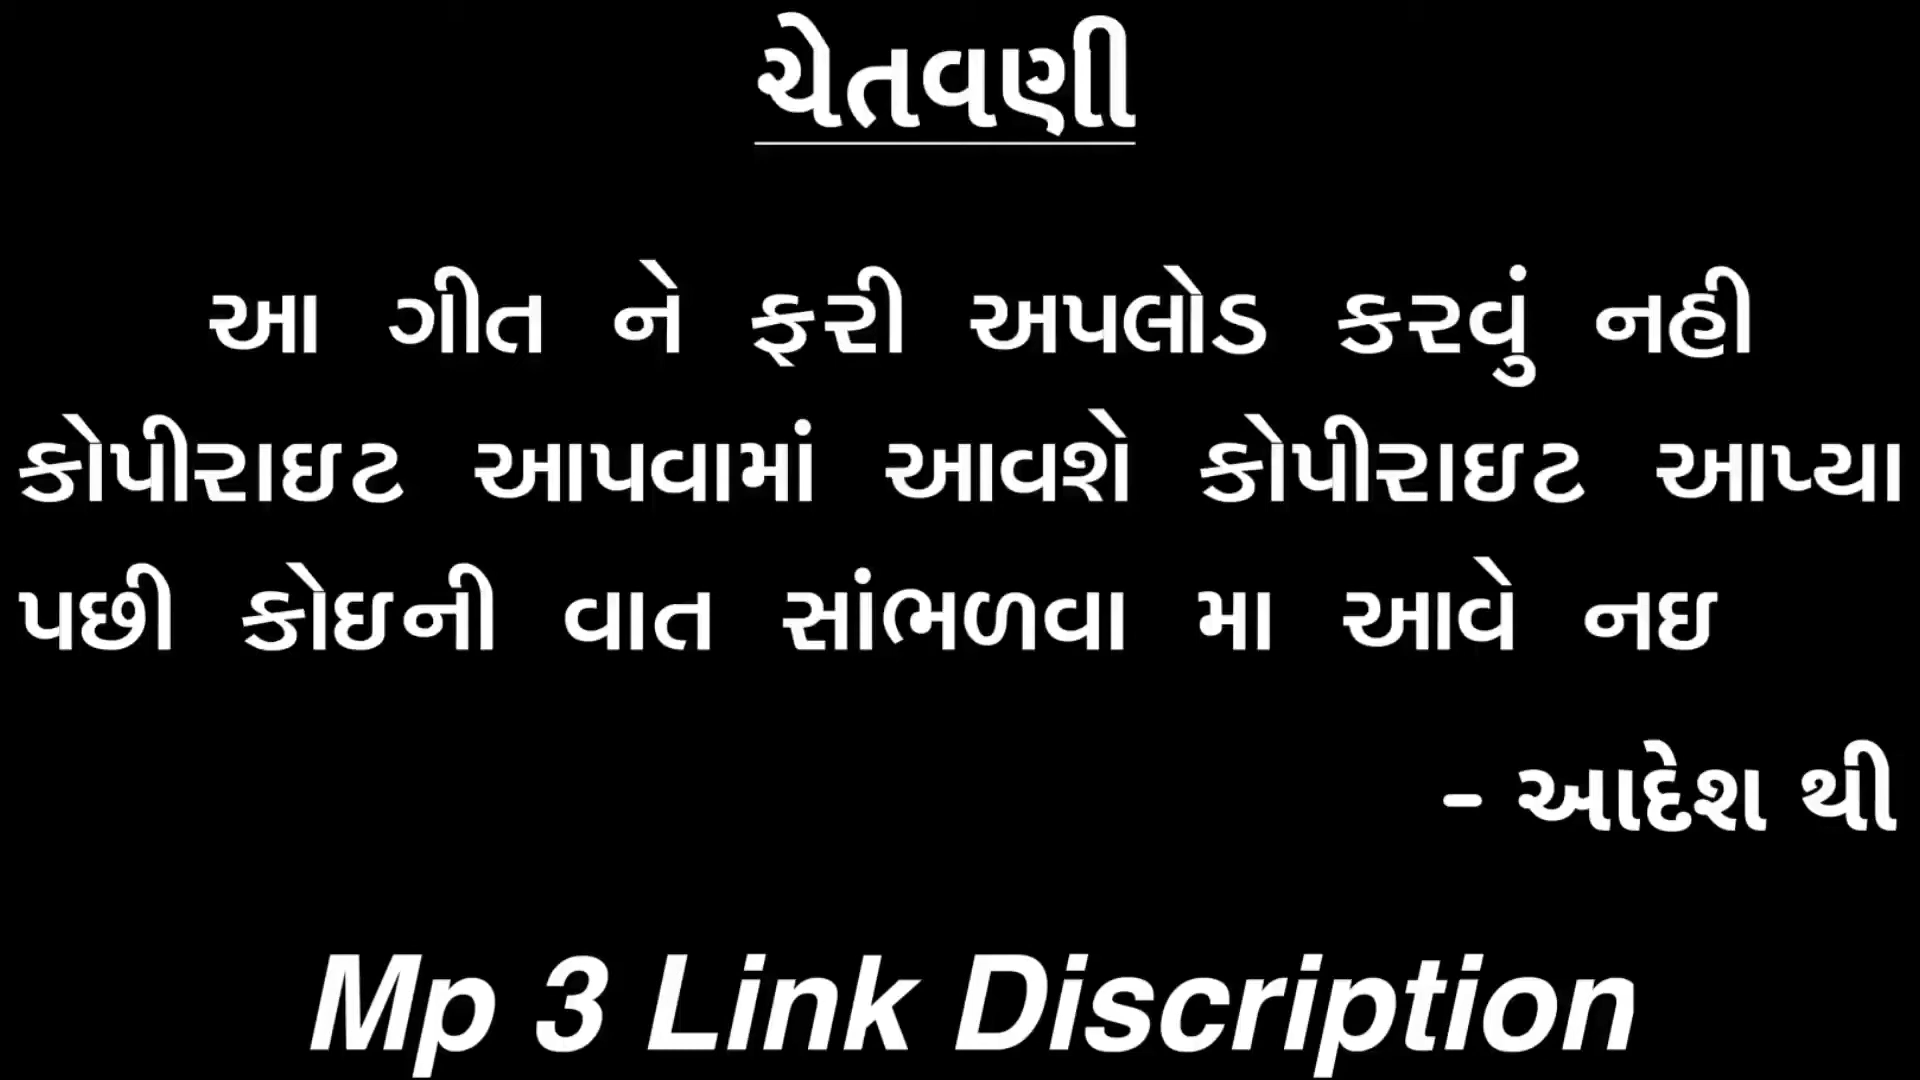 ચેતવણી
આ ગીત ને ફરી અપલોડ કરવું નહી
કોપીરાઇટ આપવામાં આવશે કોપીરાઇટ આપ્યા
પછી કોઇની વાત સાંભળવા મા આવે નઇ
- આદેશ થી
Mp 3 Link Discription